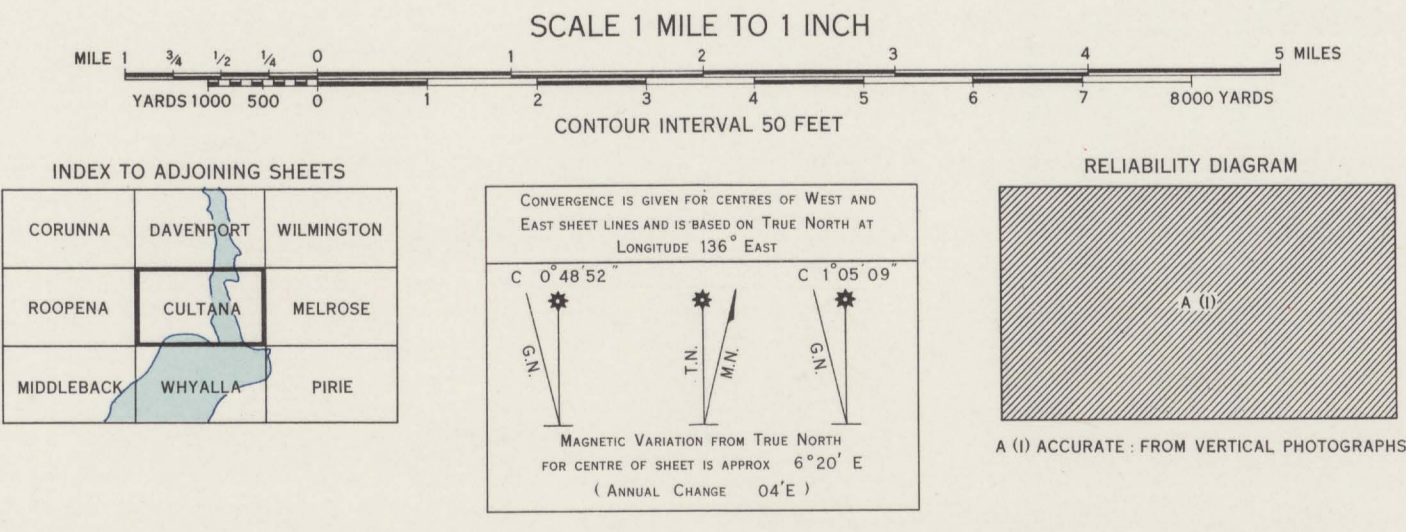 SCALE 1 MILE TO 1 INCH
MILE 1 ¾ ½ ¼ 0 1 2 3 4 5 MILES
YARDS 1000 500 0 1 2 3 4 5 6 7 8000 YARDS
CONTOUR INTERVAL 50 FEET
INDEX TO ADJOINING SHEETS
CORUNNA DAVENPORT WILMINGTON
ROOPENA CULTANA MELROSE
MIDDLEBACK WHYALLA PIRIE
CONVERGENCE IS GIVEN FOR CENTRES OF WEST AND
EAST SHEET LINES AND IS BASED ON TRUE NORTH AT
LONGITUDE 136° EAST
C 0°48'52" C 1°05'09"
G.N. T.N. M.N. G.N.
MAGNETIC VARIATION FROM TRUE NORTH
FOR CENTRE OF SHEET IS APPROX 6°20' E
( ANNUAL CHANGE 04'E )
RELIABILITY DIAGRAM
A (I)
A (I) ACCURATE : FROM VERTICAL PHOTOGRAPHS